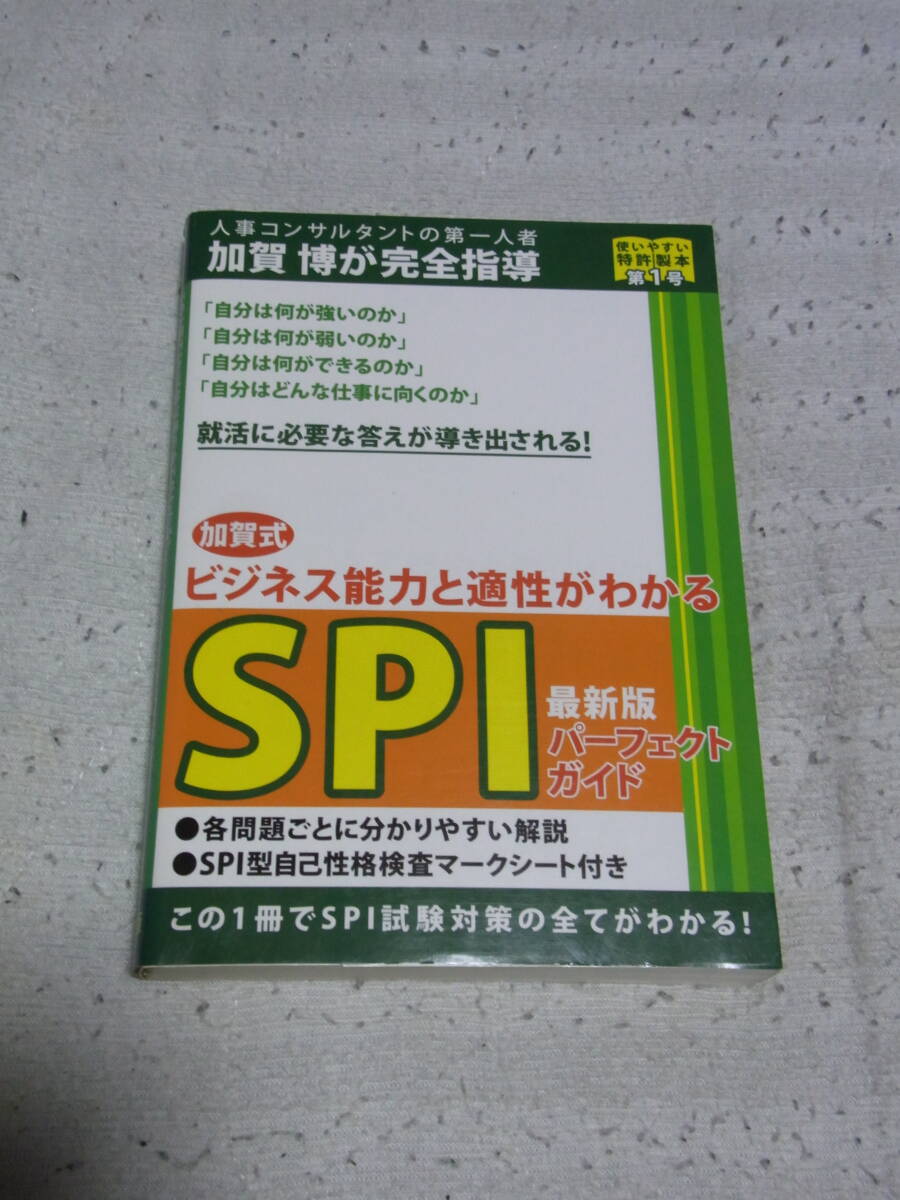 人事コンサルタントの第一人者
加賀 博が完全指導
使いやすい
特許製本
第1号
「自分は何が強いのか」
「自分は何が弱いのか」
「自分は何ができるのか」
「自分はどんな仕事に向くのか」
就活に必要な答えが導き出される!
加賀式
ビジネス能力と適性がわかる
SPI
最新版
パーフェクト
ガイド
●各問題ごとに分かりやすい解説
●SPI型自己性格検査マークシート付き
この1冊でSPI試験対策の全てがわかる!